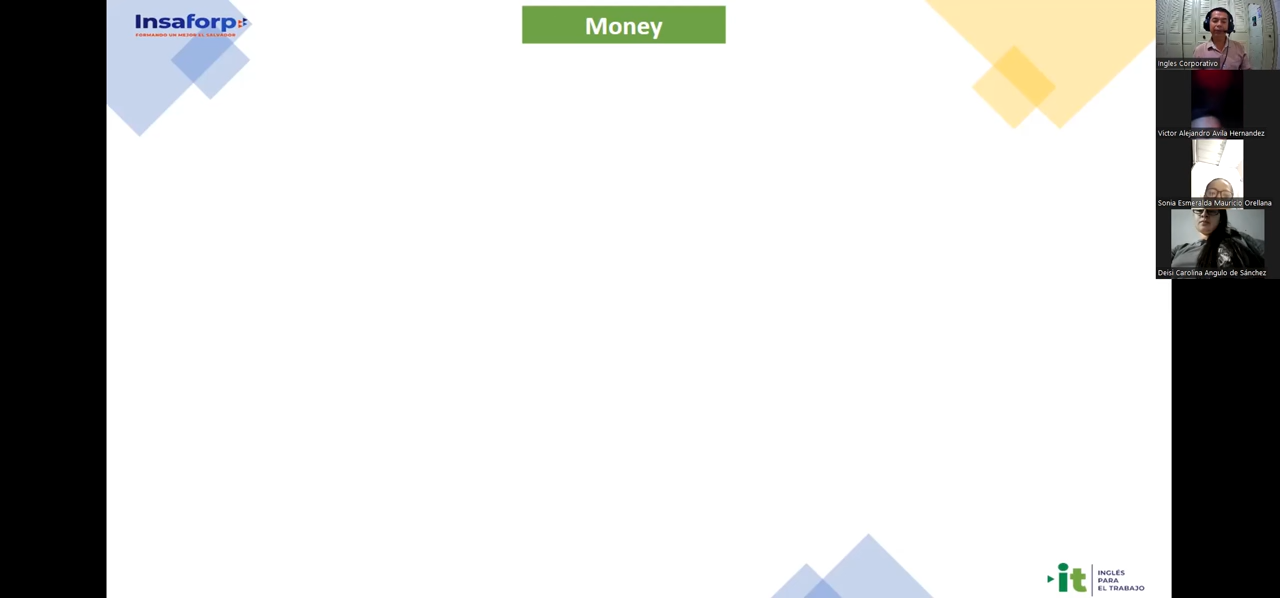 Insaforp
FORMANDO UN MEJOR EL SALVADOR
Money
Ingles Corporativo
Victor Alejandro Avila Hernandez
Sonia Esmeralda Mauricio Orellana
Deisi Carolina Angulo de Sánchez
it
INGLÉS
PARA
EL TRABAJO